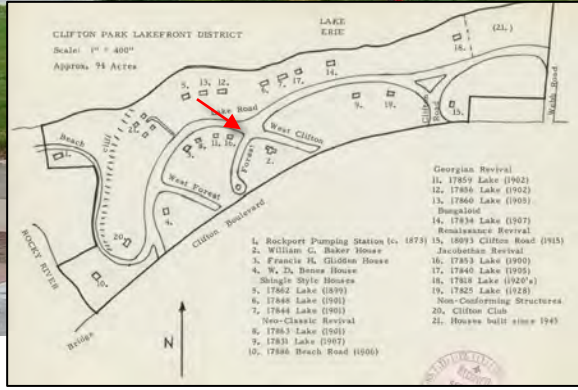 CLIFTON PARK LAKEFRONT DISTRICT
Scale: 1" = 400"
Approx. 94 Acres
LAKE
ERIE
(21.)
18.
5. 13. 12.
6. 7. 17.
14.
9. 19.
15.
Lake Road
Clifton Road
Webb Road
Beach
cliff
21.
1.
3. 8. 11. 16.
West Clifton
Forest
2.
West Forest
4.
Clifton Boulevard
20.
10.
ROCKY RIVER
Bridge
N
1. Rockport Pumping Station (c. 1873)
2. William C. Baker House
3. Francis H. Glidden House
4. W. D. Benes House
Shingle Style Houses
5. 17862 Lake (1899)
6. 17848 Lake (1901)
7. 17844 Lake (1901)
Neo-Classic Revival
8. 17863 Lake (1901)
9. 17831 Lake (1907)
10. 17886 Beach Road (1906)
Georgian Revival
11. 17859 Lake (1902)
12. 17856 Lake (1902)
13. 17860 Lake (1905)
Bungaloid
14. 17834 Lake (1907)
Renaissance Revival
15. 18093 Clifton Road (1915)
Jacobethan Revival
16. 17853 Lake (1900)
17. 17840 Lake (1905)
18. 17818 Lake (1920's)
19. 17825 Lake (1928)
Non-Conforming Structures
20. Clifton Club
21. Houses built since 1945